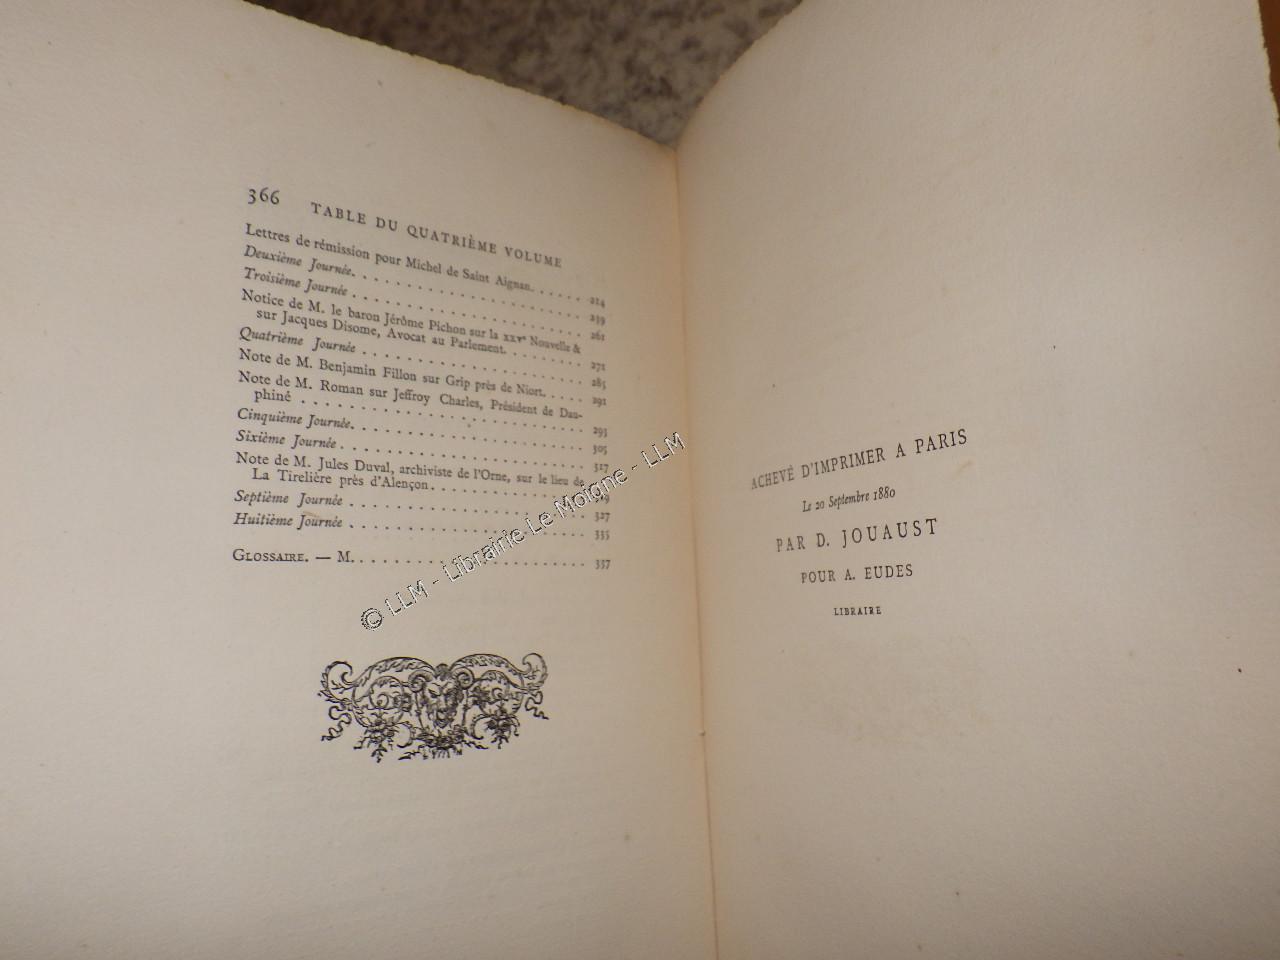 366 TABLE DU QUATRIÈME VOLUME
Lettres de rémission pour Michel de Saint Aignan. . . . . . 214
Deuxième Journée. . . . . . . . . . . . . . . . . 239
Troisième Journée . . . . . . . . . . . . . . . . . 261
Notice de M. le baron Jérôme Pichon sur la XXVe Nouvelle &
sur Jacques Disome, Avocat au Parlement. . . . . . . . 271
Quatrième Journée . . . . . . . . . . . . . . . . . 285
Note de M. Benjamin Fillon sur Grip près de Niort. . . . . 291
Note de M. Roman sur Jeffroy Charles, Président de Dau-
phiné . . . . . . . . . . . . . . . . . . . . . 293
Cinquième Journée. . . . . . . . . . . . . . . . . 305
Sixième Journée . . . . . . . . . . . . . . . . . . 317
Note de M. Jules Duval, archiviste de l'Orne, sur le lieu de
La Tirelière près d'Alençon. . . . . . . . . . . . .
Septième Journée . . . . . . . . . . . . . . . . . 327
Huitième Journée . . . . . . . . . . . . . . . . . 335
GLOSSAIRE. — M. . . . . . . . . . . . . . . . . . 337
© LLM - Librairie Le Moigne - LLM
ACHEVÉ D'IMPRIMER A PARIS
Le 20 Septembre 1880
PAR D. JOUAUST
POUR A. EUDES
LIBRAIRE